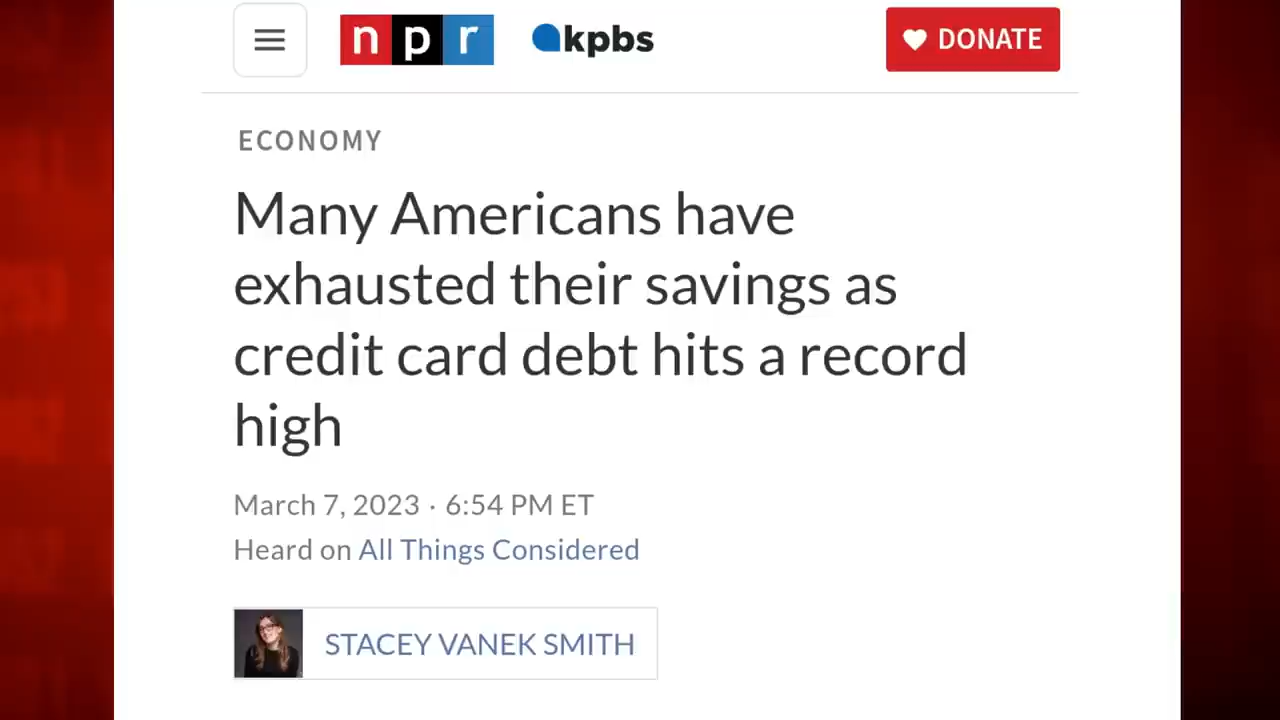 npr kpbs DONATE
ECONOMY
Many Americans have
exhausted their savings as
credit card debt hits a record
high
March 7, 2023 · 6:54 PM ET
Heard on All Things Considered
STACEY VANEK SMITH